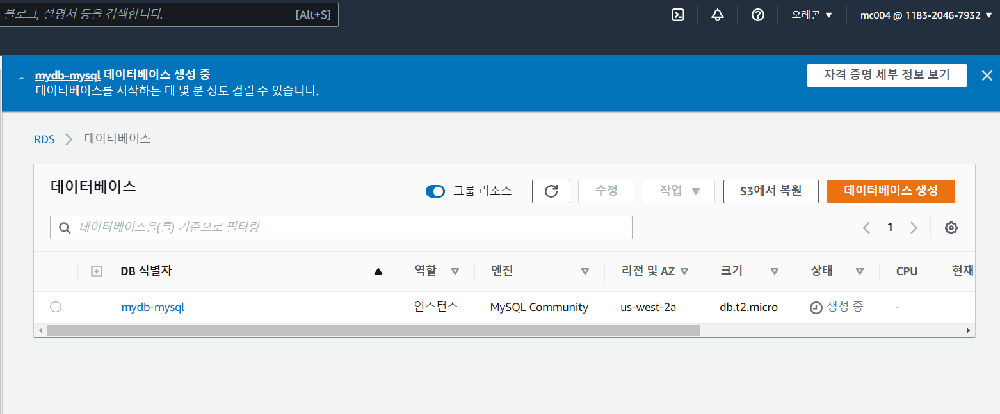 블로그, 설명서 등을 검색합니다. [Alt+S] 오레곤 mc004 @ 1183-2046-7932
mydb-mysql 데이터베이스 생성 중
데이터베이스를 시작하는 데 몇 분 정도 걸릴 수 있습니다.
자격 증명 세부 정보 보기
RDS 데이터베이스
데이터베이스 그룹 리소스 수정 작업 S3에서 복원 데이터베이스 생성
데이터베이스을(를) 기준으로 필터링 1
DB 식별자 역할 엔진 리전 및 AZ 크기 상태 CPU 현재
mydb-mysql 인스턴스 MySQL Community us-west-2a db.t2.micro 생성 중 -